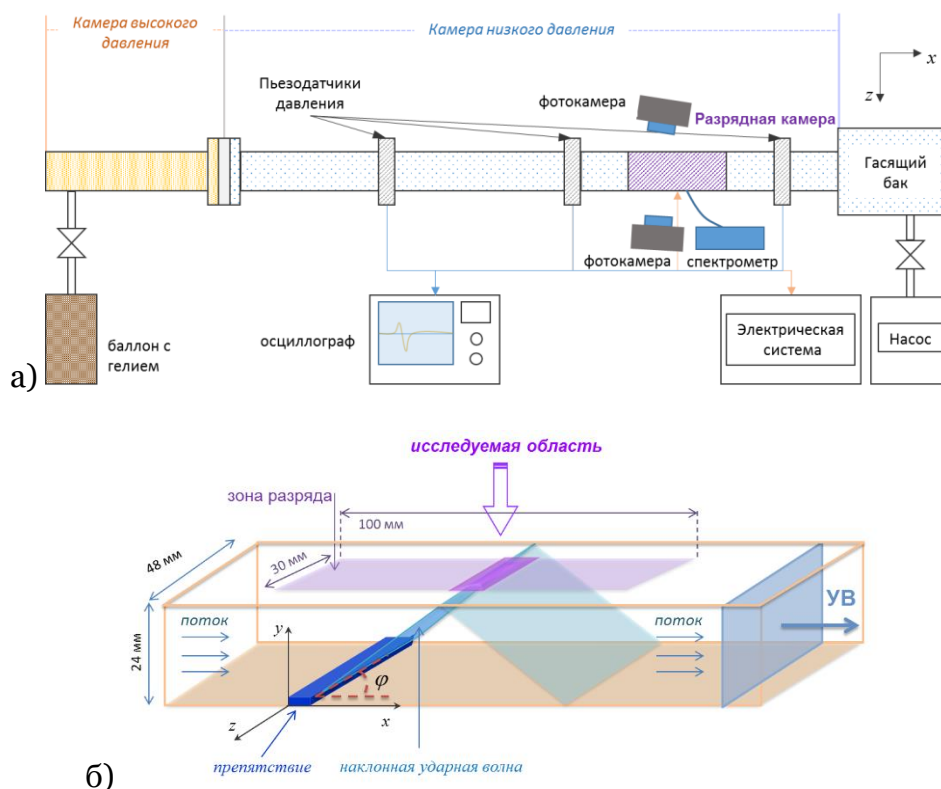 Камера высокого
давления
Камера низкого давления
x
z
Пьезодатчики
давления
фотокамера
Разрядная камера
Гасящий
бак
фотокамера
спектрометр
баллон с
гелием
осциллограф
Электрическая
система
Насос
а)
исследуемая область
зона разряда
100 мм
48 мм
30 мм
24 мм
поток
y
φ
x
z
поток
УВ
препятствие
наклонная ударная волна
б)